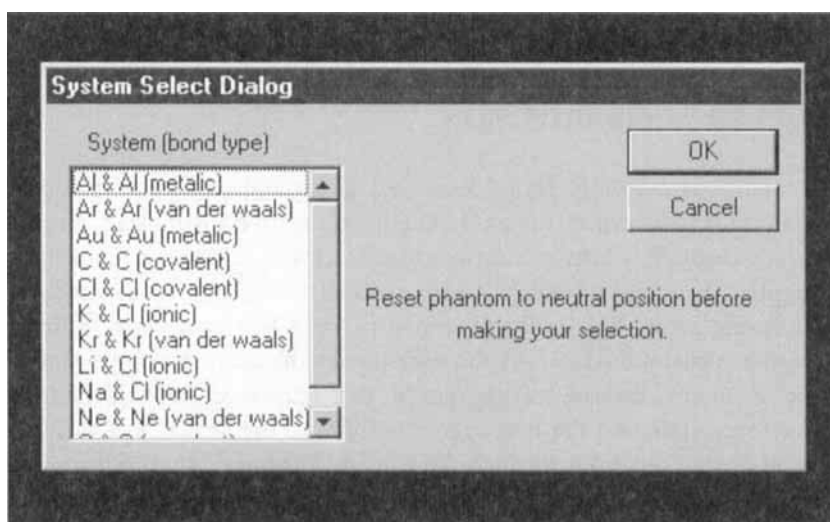 System Select Dialog
System (bond type)
Al & Al (metalic)
Ar & Ar (van der waals)
Au & Au (metalic)
C & C (covalent)
Cl & Cl (covalent)
K & Cl (ionic)
Kr & Kr (van der waals)
Li & Cl (ionic)
Na & Cl (ionic)
Ne & Ne (van der waals)
OK
Cancel
Reset phantom to neutral position before
making your selection.